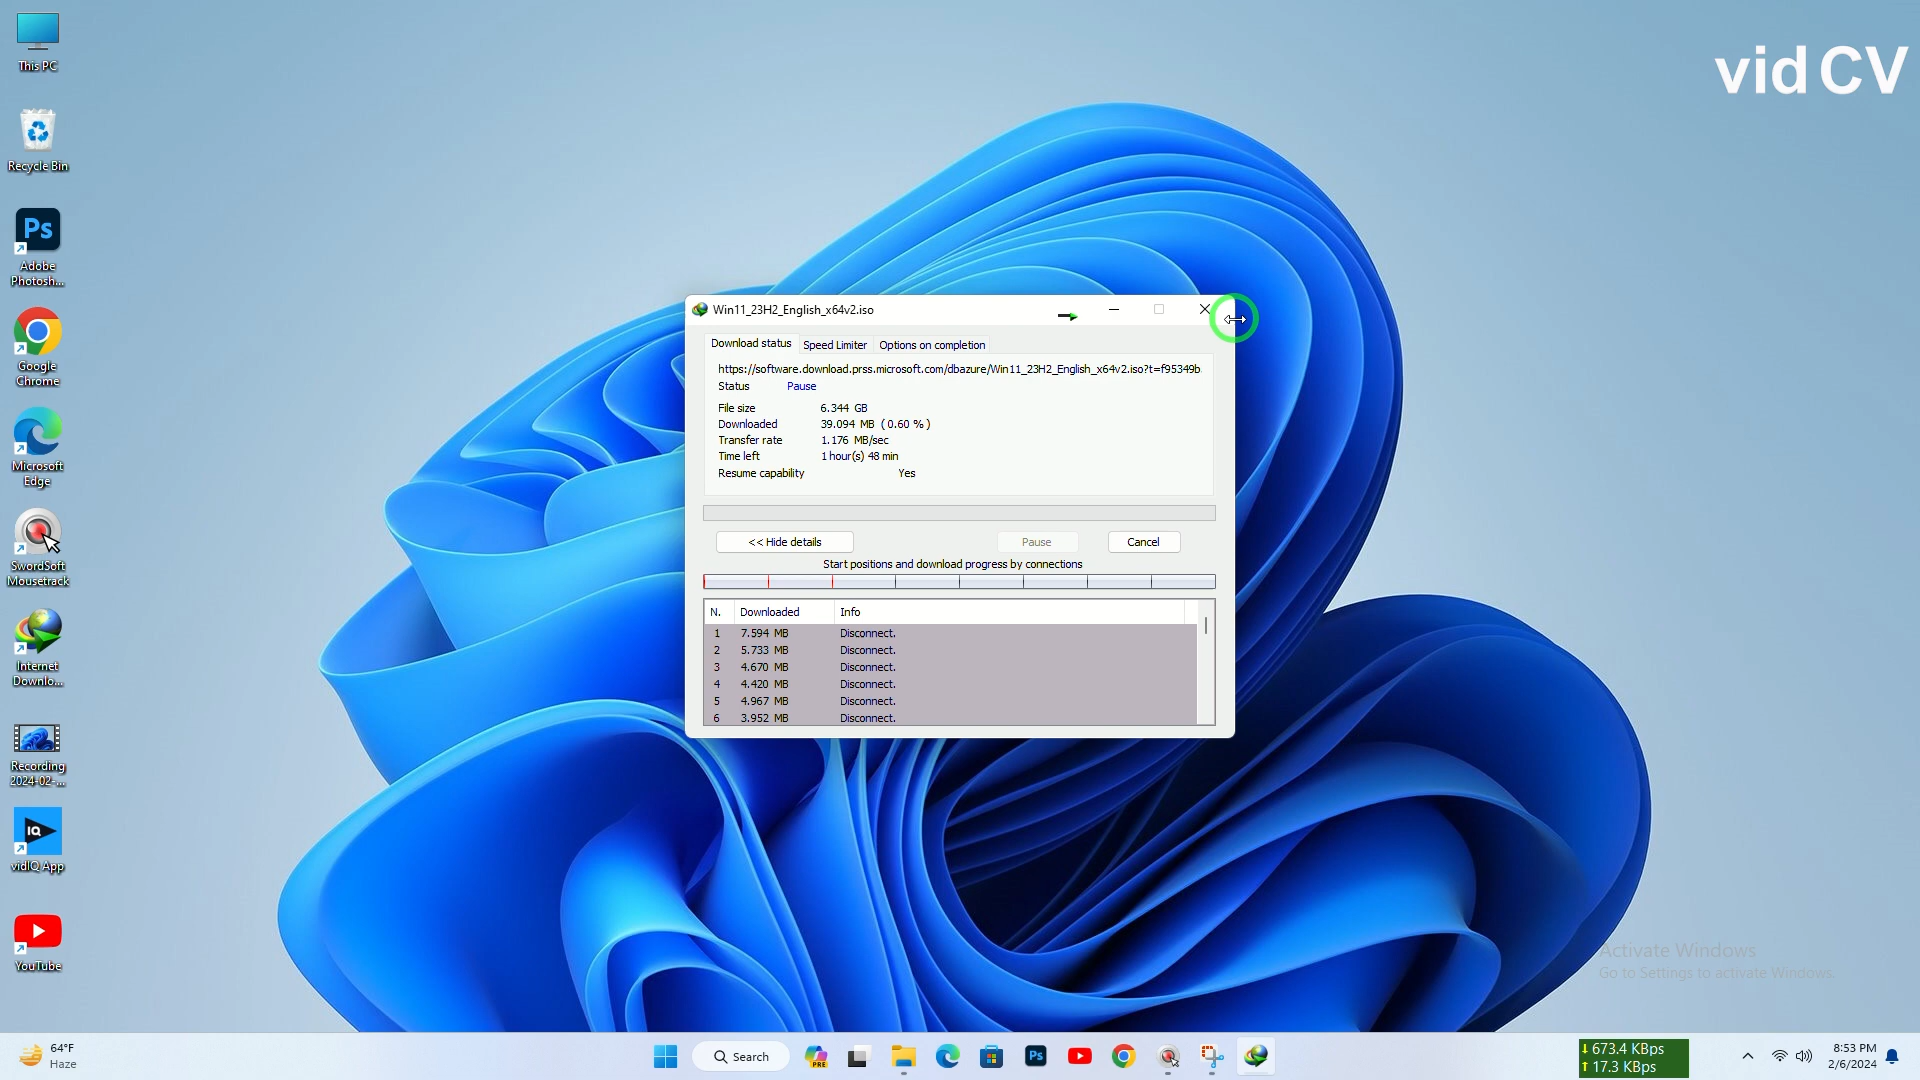 This PC
Recycle Bin
Ps
Adobe
Photosh...
Google
Chrome
Microsoft
Edge
SwordSoft
Mousetrack
Internet
Downlo...
Recording
2024-02-...
IQ
vidIQ App
YouTube
vid CV
Win11_23H2_English_x64v2.iso
Download status
Speed Limiter
Options on completion
https://software.download.prss.microsoft.com/dbazure/Win11_23H2_English_x64v2.iso?t=f95349b
Status Pause
File size 6.344 GB
Downloaded 39.094 MB ( 0.60 % )
Transfer rate 1.176 MB/sec
Time left 1 hour(s) 48 min
Resume capability Yes
<< Hide details
Pause
Cancel
Start positions and download progress by connections
N. Downloaded Info
1 7.594 MB Disconnect.
2 5.733 MB Disconnect.
3 4.670 MB Disconnect.
4 4.420 MB Disconnect.
5 4.967 MB Disconnect.
6 3.952 MB Disconnect.
Activate Windows
Go to Settings to activate Windows.
64°F
Haze
Search
PRE
Ps
673.4 KBps
17.3 KBps
8:53 PM
2/6/2024